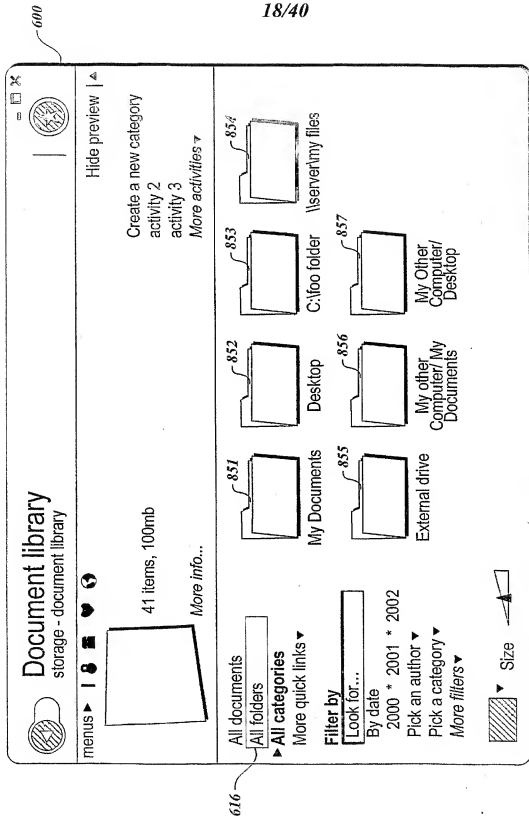 18/40
600
Document library
storage - document library
menus
Hide preview
41 items, 100mb
More info...
Create a new category
activity 2
activity 3
More activities
616
All documents
All folders
All categories
More quick links
Filter by
Look for...
By date
2000 * 2001 * 2002
Pick an author
Pick a category
More filters
Size
851
My Documents
852
Desktop
853
C:\foo folder
854
\\server\my files
855
External drive
856
My other
Computer/ My
Documents
857
My Other
Computer/
Desktop